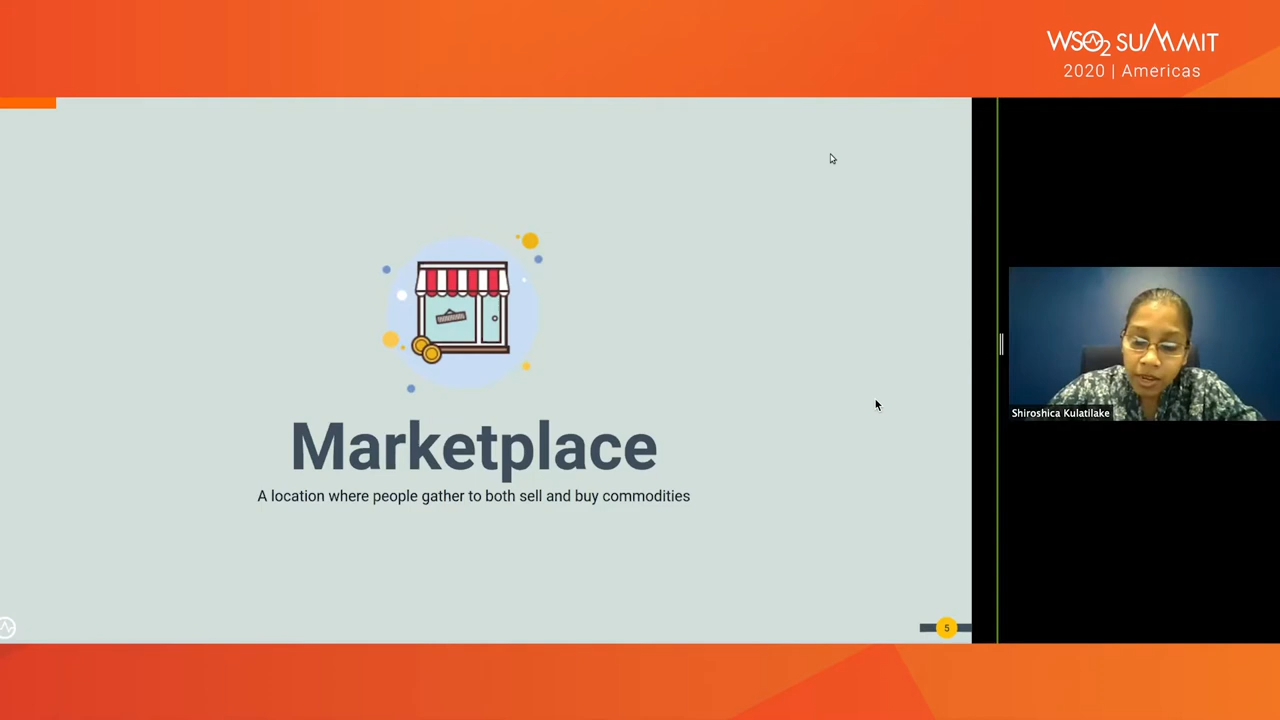 WSO2 SUMMIT
2020 | Americas
Marketplace
A location where people gather to both sell and buy commodities
Shiroshica Kulatilake
5